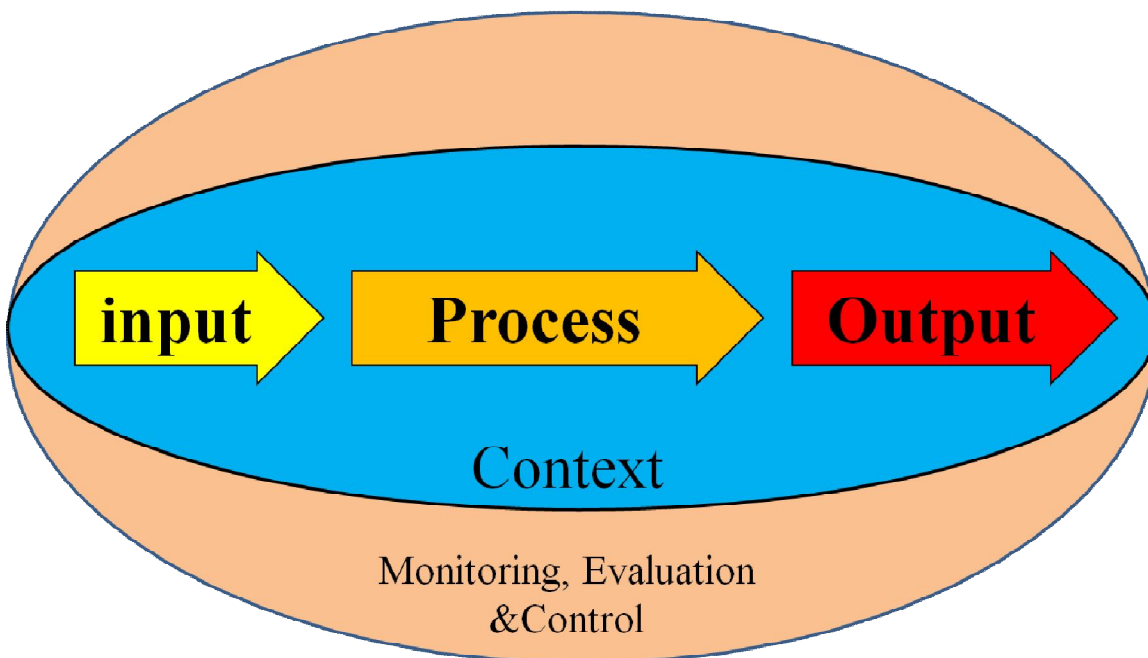 input
Process
Output
Context
Monitoring, Evaluation
&Control